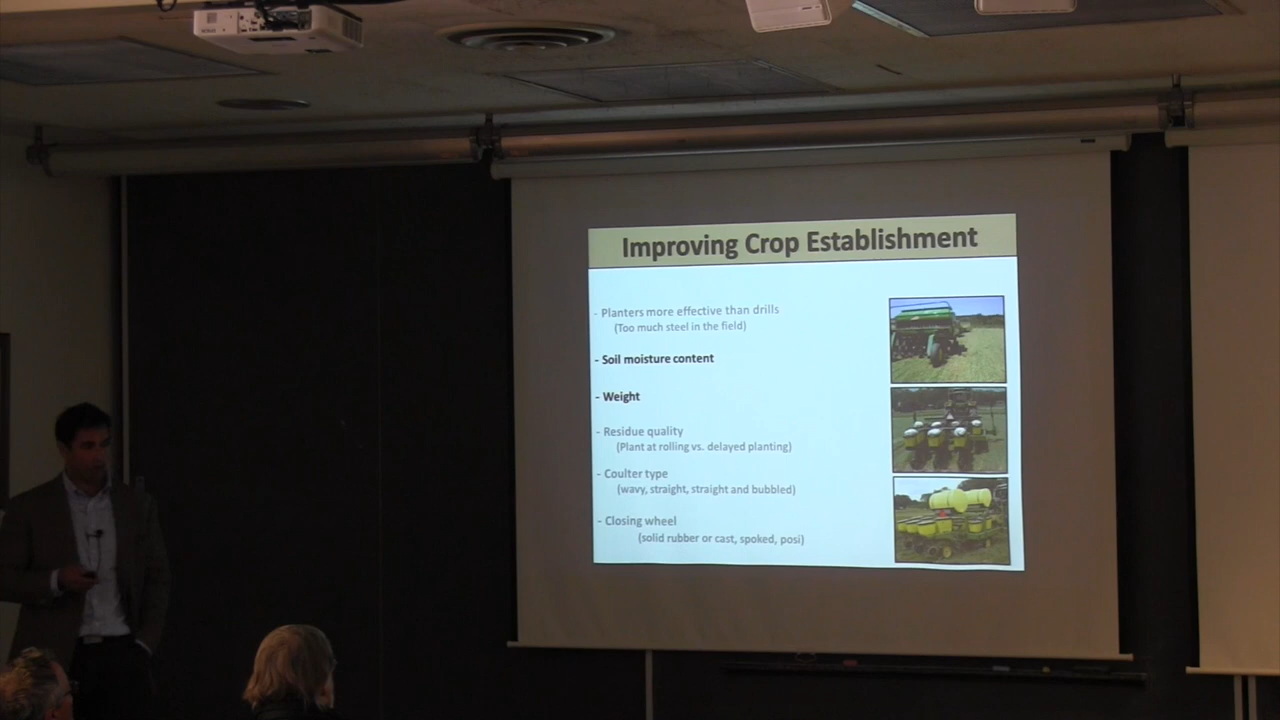 Improving Crop Establishment
- Planters more effective than drills
(Too much steel in the field)
- Soil moisture content
- Weight
- Residue quality
(Plant at rolling vs. delayed planting)
- Coulter type
(wavy, straight, straight and bubbled)
- Closing wheel
(solid rubber or cast, spoked, posi)